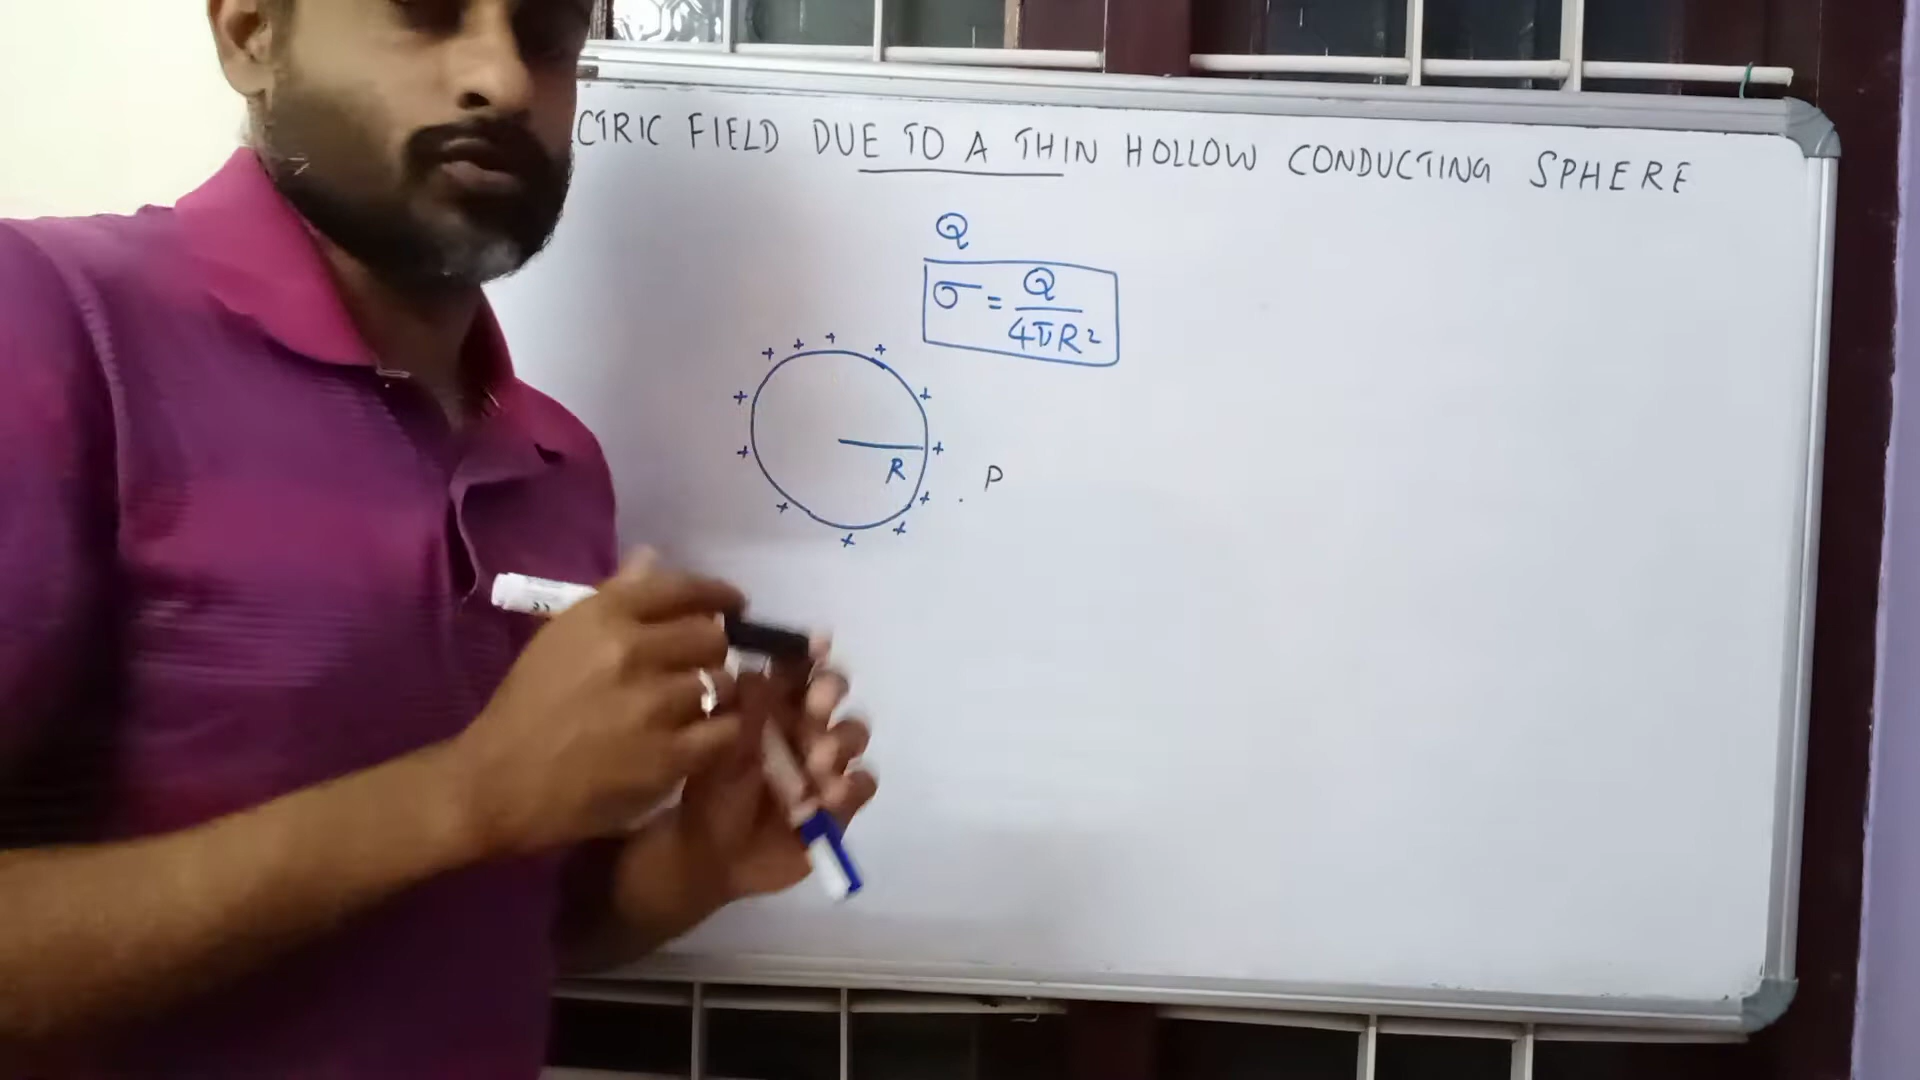 CTRIC FIELD DUE TO A THIN HOLLOW CONDUCTING SPHERE
Q
σ = Q / 4πR²
+ + + +
+ +
+ +
R
P
+ +
+ +